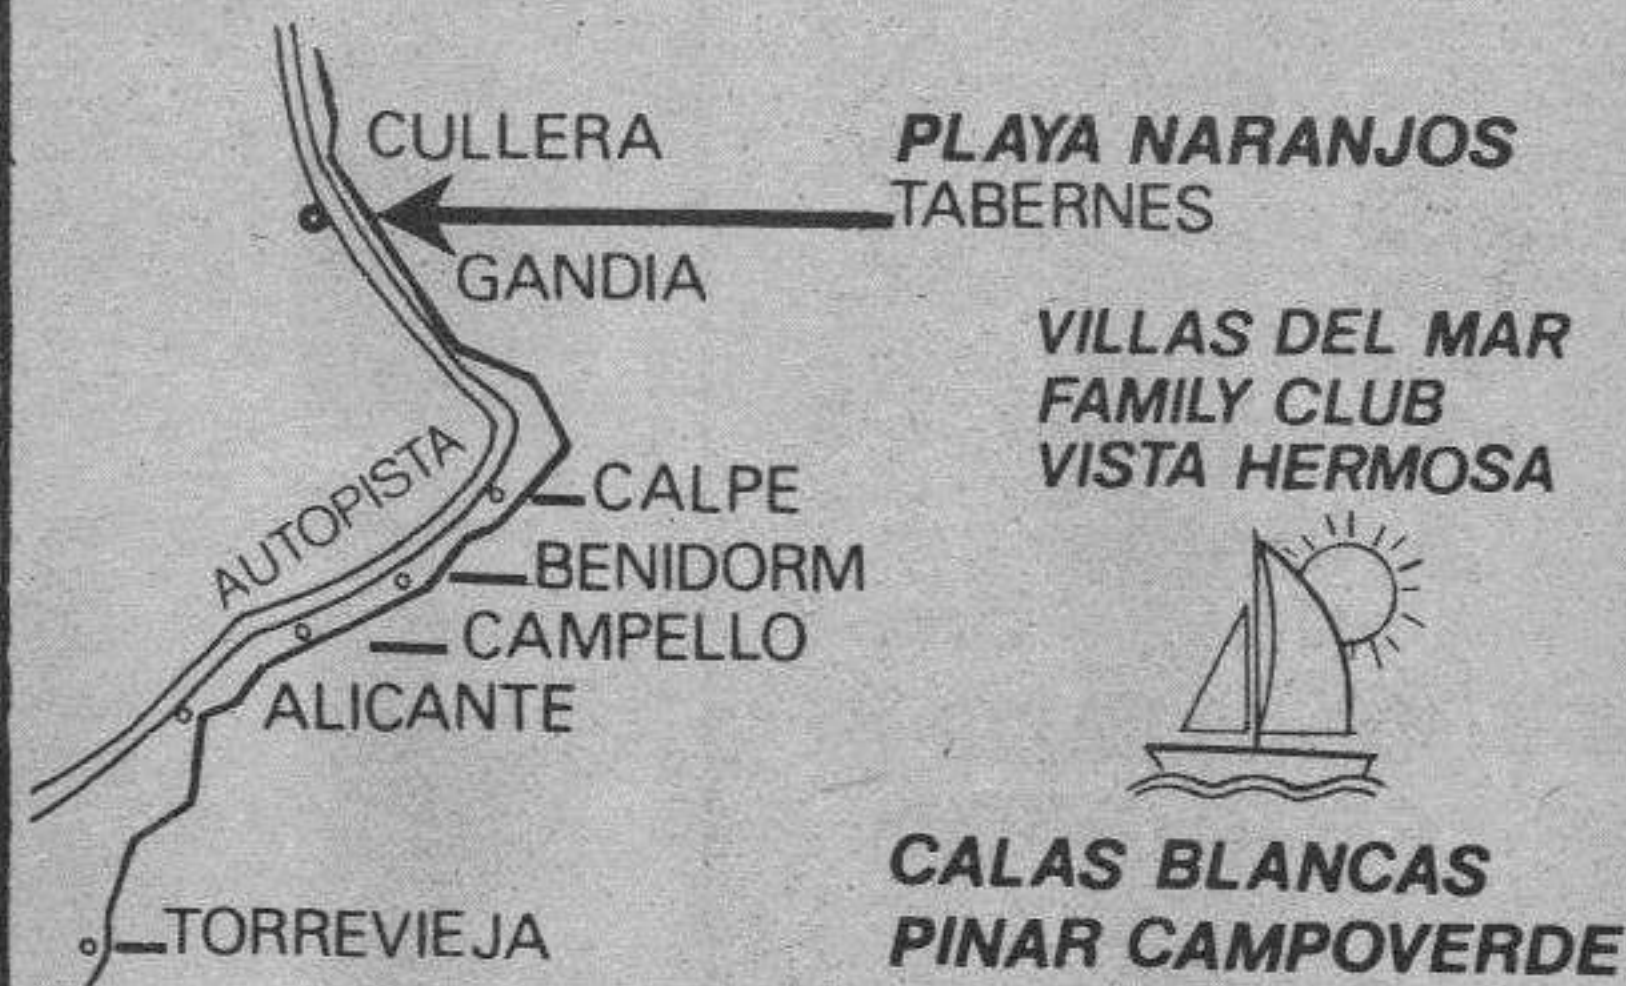 CULLERA
PLAYA NARANJOS
TABERNES
GANDIA
VILLAS DEL MAR
FAMILY CLUB
VISTA HERMOSA
AUTOPISTA
CALPE
BENIDORM
CAMPELLO
ALICANTE
CALAS BLANCAS
PINAR CAMPOVERDE
TORREVIEJA